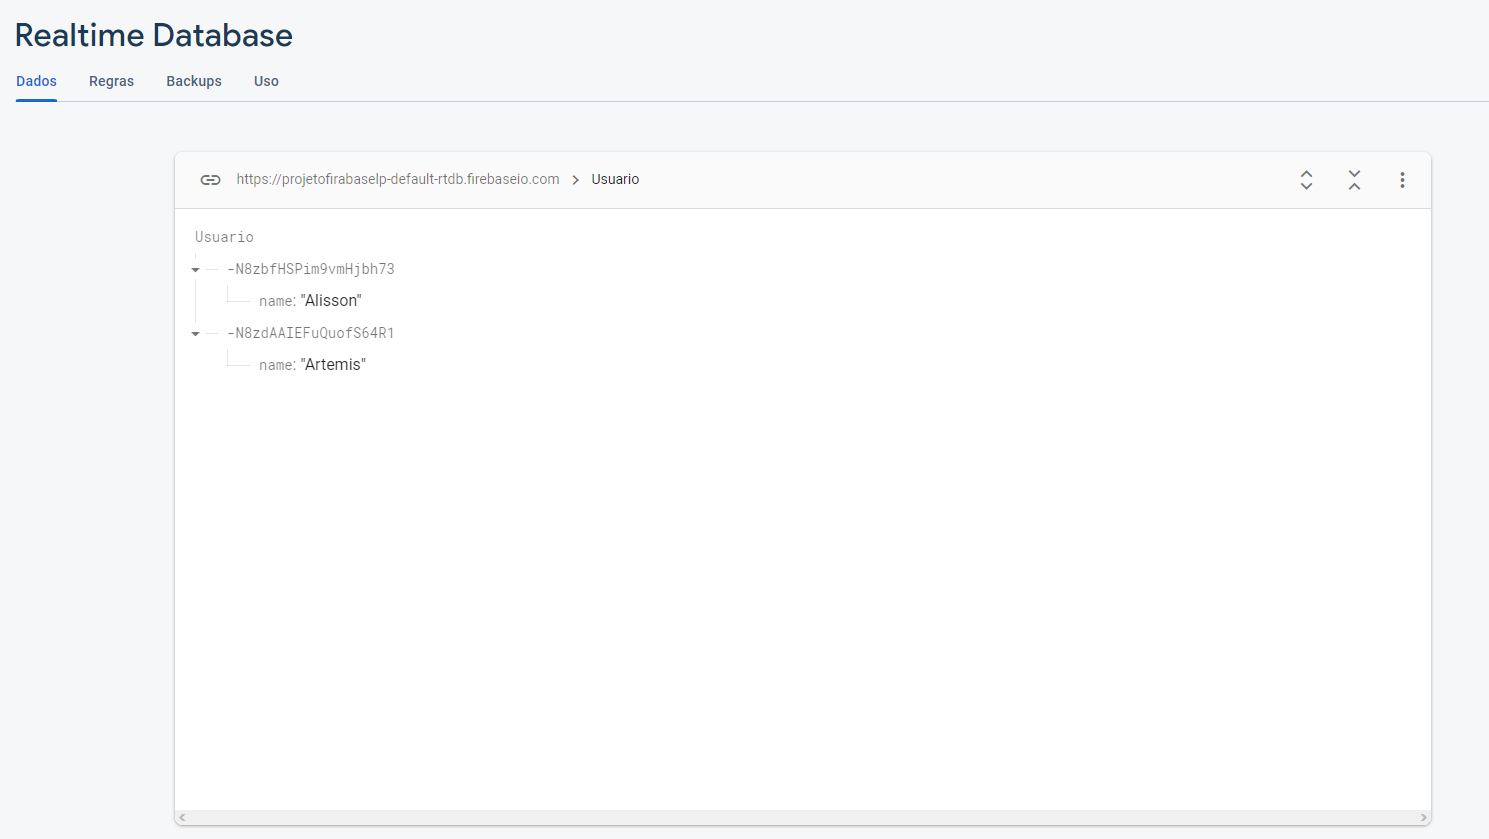 Realtime Database
Dados Regras Backups Uso
https://projetofirabaselp-default-rtdb.firebaseio.com > Usuario
Usuario
-N8zbfHSPim9vmHjbh73
name: "Alisson"
-N8zdAAIEFuQuofS64R1
name: "Artemis"